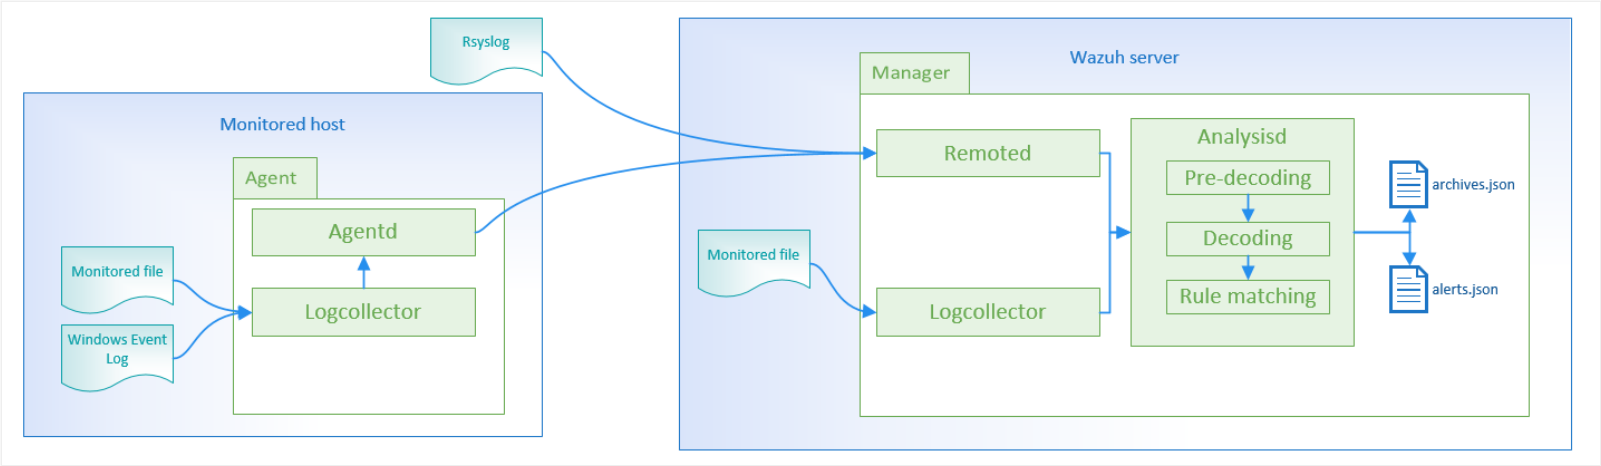 Rsyslog
Monitored host
Agent
Agentd
Logcollector
Monitored file
Windows Event
Log
Wazuh server
Manager
Remoted
Monitored file
Logcollector
Analysisd
Pre-decoding
Decoding
Rule matching
archives.json
alerts.json